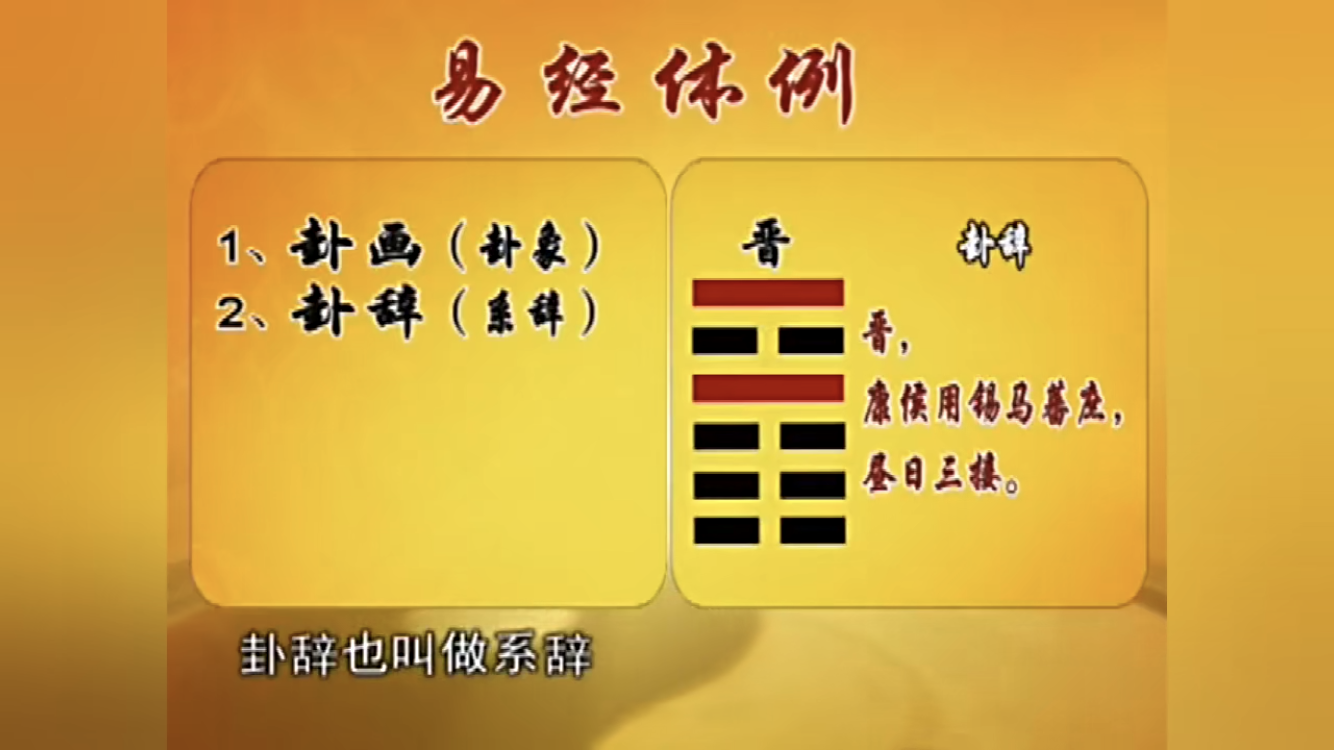 易经体例
1、卦画（卦象）
2、卦辞（系辞）
晋
卦辞
晋，
康侯用锡马蕃庶，
昼日三接。
卦辞也叫做系辞